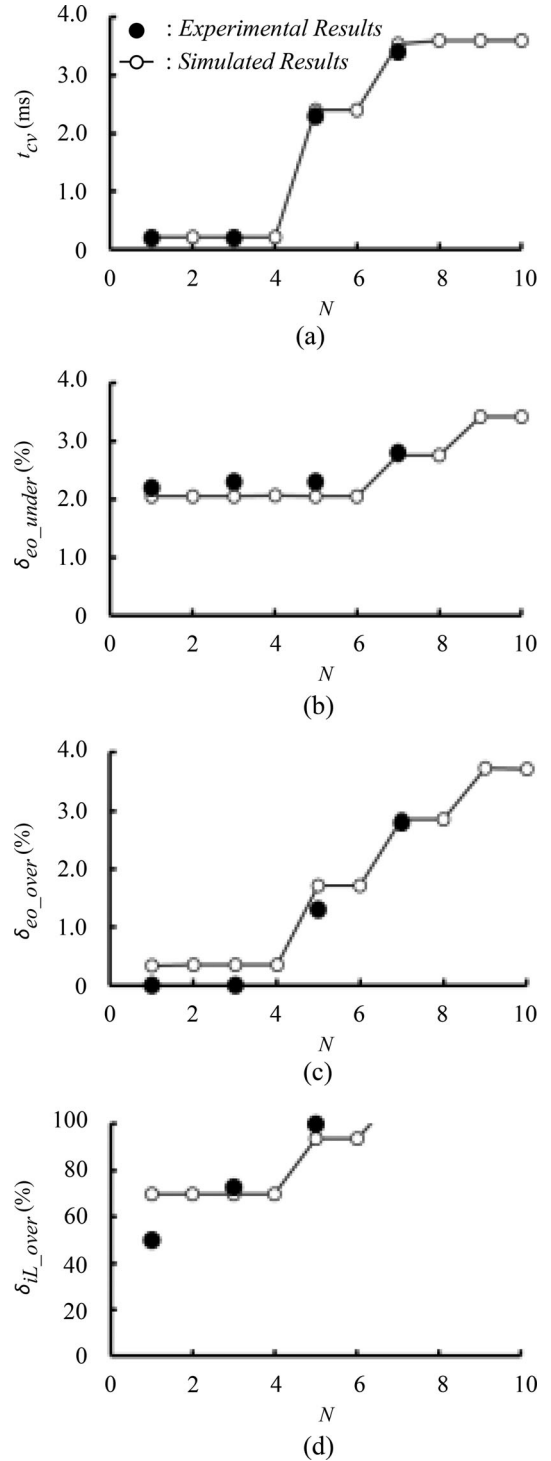 ● : Experimental Results
○ : Simulated Results
4.0
3.0
2.0
1.0
0
t_cv (ms)
0 2 4 6 8 10
N
(a)
4.0
3.0
2.0
1.0
0
δ_eo_under (%)
0 2 4 6 8 10
N
(b)
4.0
3.0
2.0
1.0
0
δ_eo_over (%)
0 2 4 6 8 10
N
(c)
100
80
60
40
20
0
δ_iL_over (%)
0 2 4 6 8 10
N
(d)